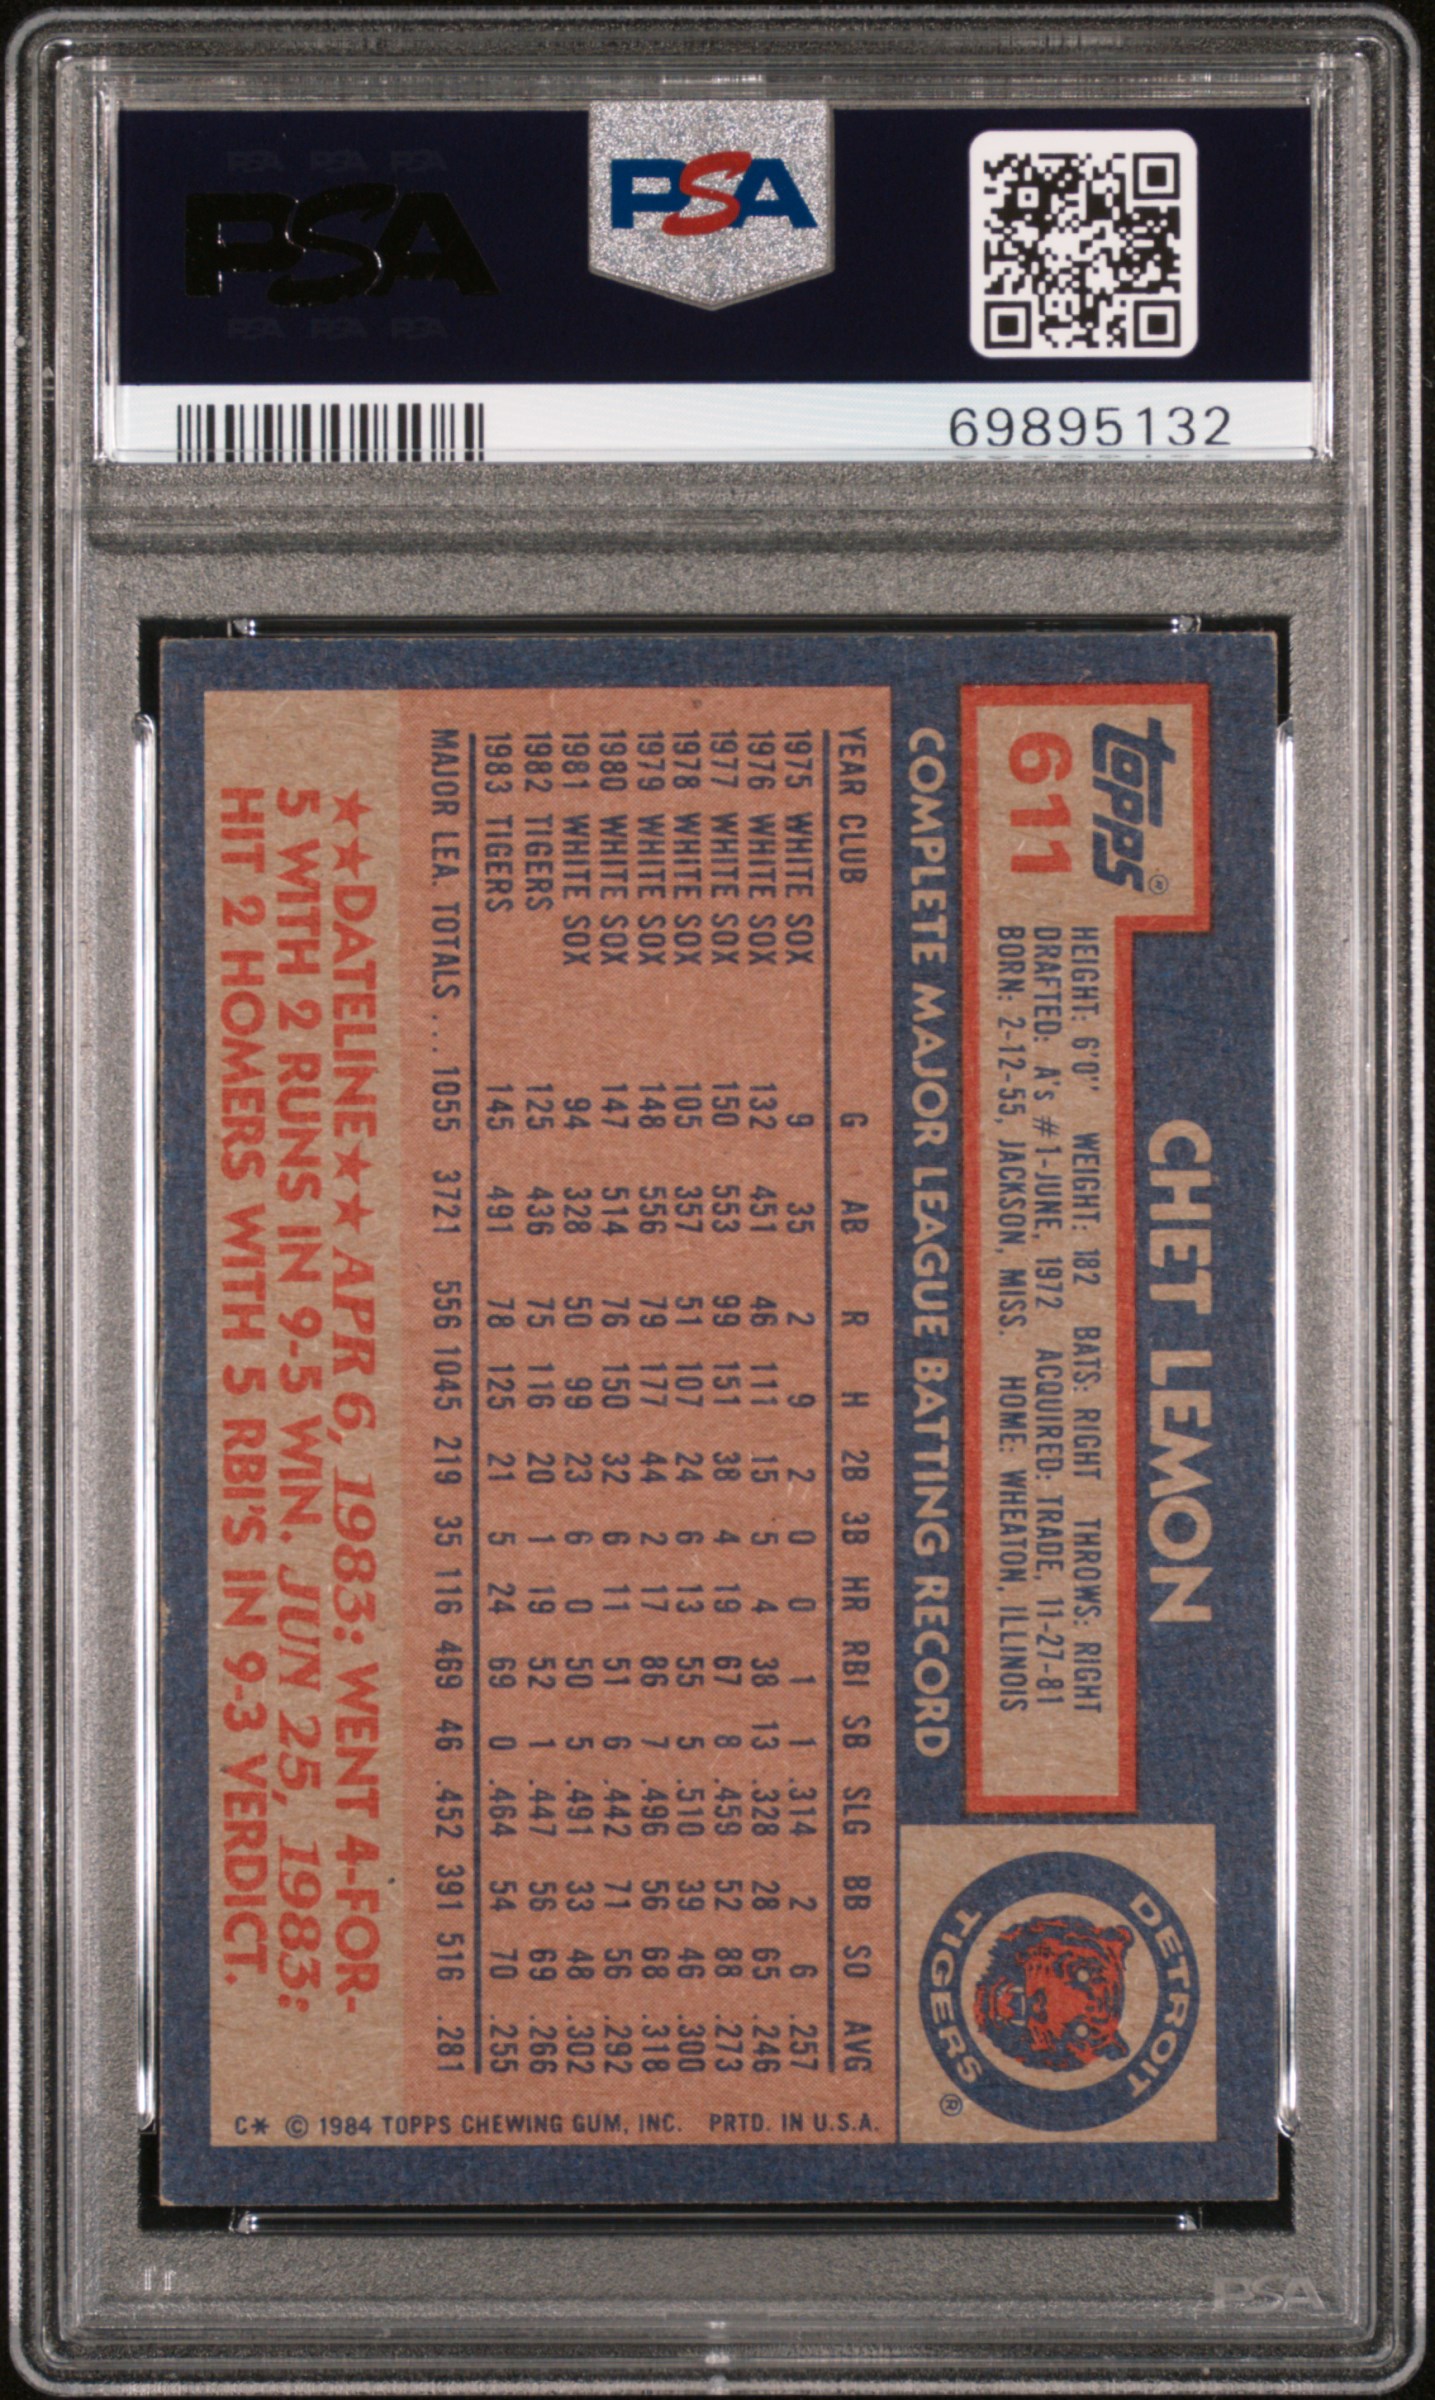 PSA PSA PSA
PSA
PSA PSA PSA
PSA
69895132
Topps®
611
CHET LEMON
HEIGHT: 6'0" WEIGHT: 182 BATS: RIGHT THROWS: RIGHT
DRAFTED: A's #1-JUNE, 1972 ACQUIRED: TRADE, 11-27-81
BORN: 2-12-55, JACKSON, MISS. HOME: WHEATON, ILLINOIS
DETROIT
TIGERS
®
COMPLETE MAJOR LEAGUE BATTING RECORD
YEAR CLUB G AB R H 2B 3B HR RBI SB SLG BB SO AVG
1975 WHITE SOX 9 35 2 9 2 0 0 1 1 .314 2 6 .257
1976 WHITE SOX 132 451 46 111 15 5 4 38 13 .328 28 65 .246
1977 WHITE SOX 150 553 99 151 38 4 19 67 8 .459 52 88 .273
1978 WHITE SOX 105 357 51 107 24 6 13 55 5 .510 39 46 .300
1979 WHITE SOX 148 556 79 177 44 2 17 86 7 .496 56 68 .318
1980 WHITE SOX 147 514 76 150 32 6 11 51 6 .442 71 56 .292
1981 WHITE SOX 94 328 50 99 23 6 0 50 5 .491 33 48 .302
1982 TIGERS 125 436 75 116 20 1 19 52 1 .447 56 69 .266
1983 TIGERS 145 491 78 125 21 5 24 69 0 .464 54 70 .255
MAJOR LEA. TOTALS ... 1055 3721 556 1045 219 35 116 469 46 .452 391 516 .281
★★DATELINE★★ APR 6, 1983: WENT 4-FOR-
5 WITH 2 RUNS IN 9-5 WIN. JUN 25, 1983:
HIT 2 HOMERS WITH 5 RBI'S IN 9-3 VERDICT.
C* © 1984 TOPPS CHEWING GUM, INC. PRTD. IN U.S.A.
PSA